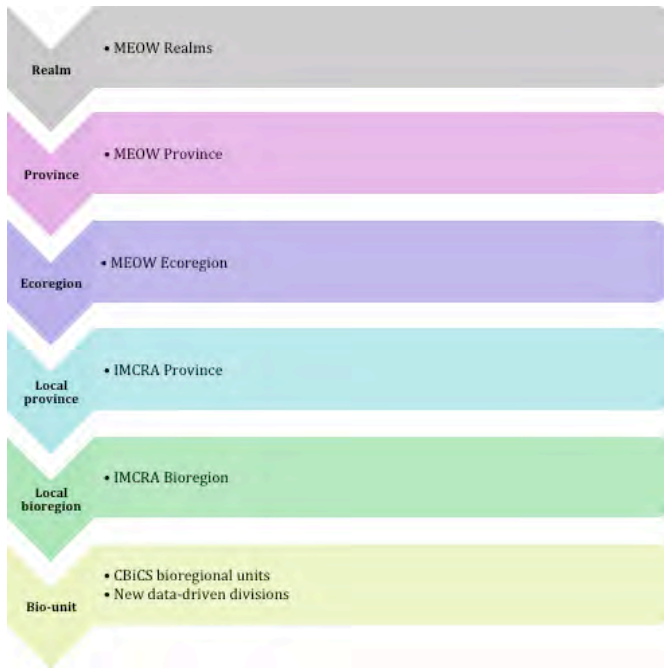 Realm
• MEOW Realms
Province
• MEOW Province
Ecoregion
• MEOW Ecoregion
Local
province
• IMCRA Province
Local
bioregion
• IMCRA Bioregion
Bio-unit
• CBiCS bioregional units
• New data-driven divisions